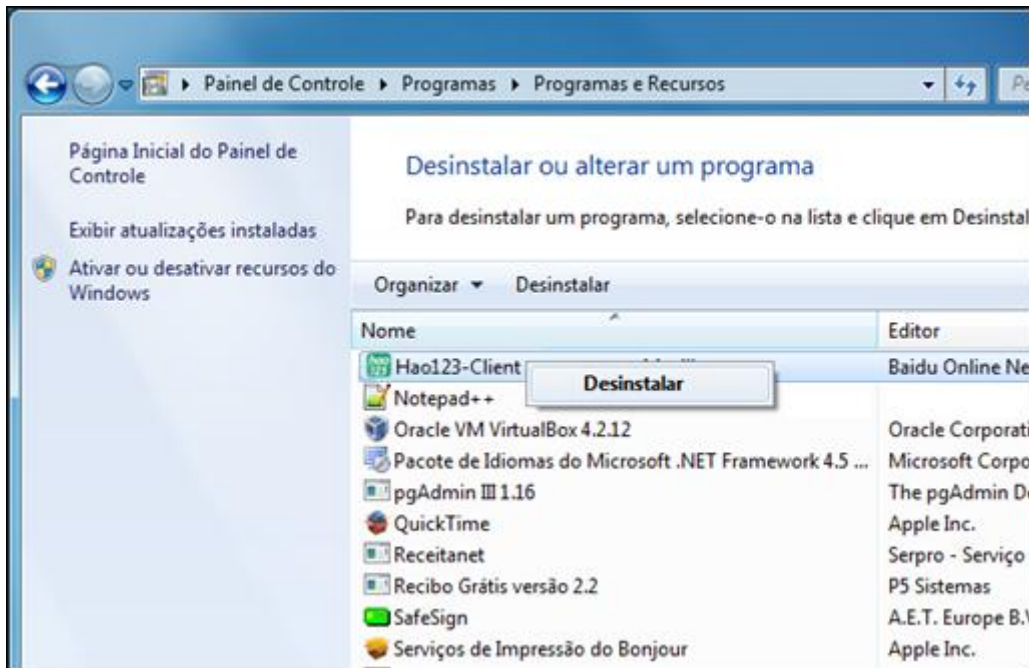 Painel de Controle Programas Programas e Recursos
Página Inicial do Painel de
Controle
Exibir atualizações instaladas
Ativar ou desativar recursos do
Windows
Desinstalar ou alterar um programa
Para desinstalar um programa, selecione-o na lista e clique em Desinstal
Organizar Desinstalar
Nome Editor
Hao123-Client Baidu Online Ne
Desinstalar
Notepad++
Oracle VM VirtualBox 4.2.12 Oracle Corporati
Pacote de Idiomas do Microsoft .NET Framework 4.5 ... Microsoft Corpo
pgAdmin III 1.16 The pgAdmin De
QuickTime Apple Inc.
Receitanet Serpro - Serviço
Recibo Grátis versão 2.2 P5 Sistemas
SafeSign A.E.T. Europe B.V
Serviços de Impressão do Bonjour Apple Inc.